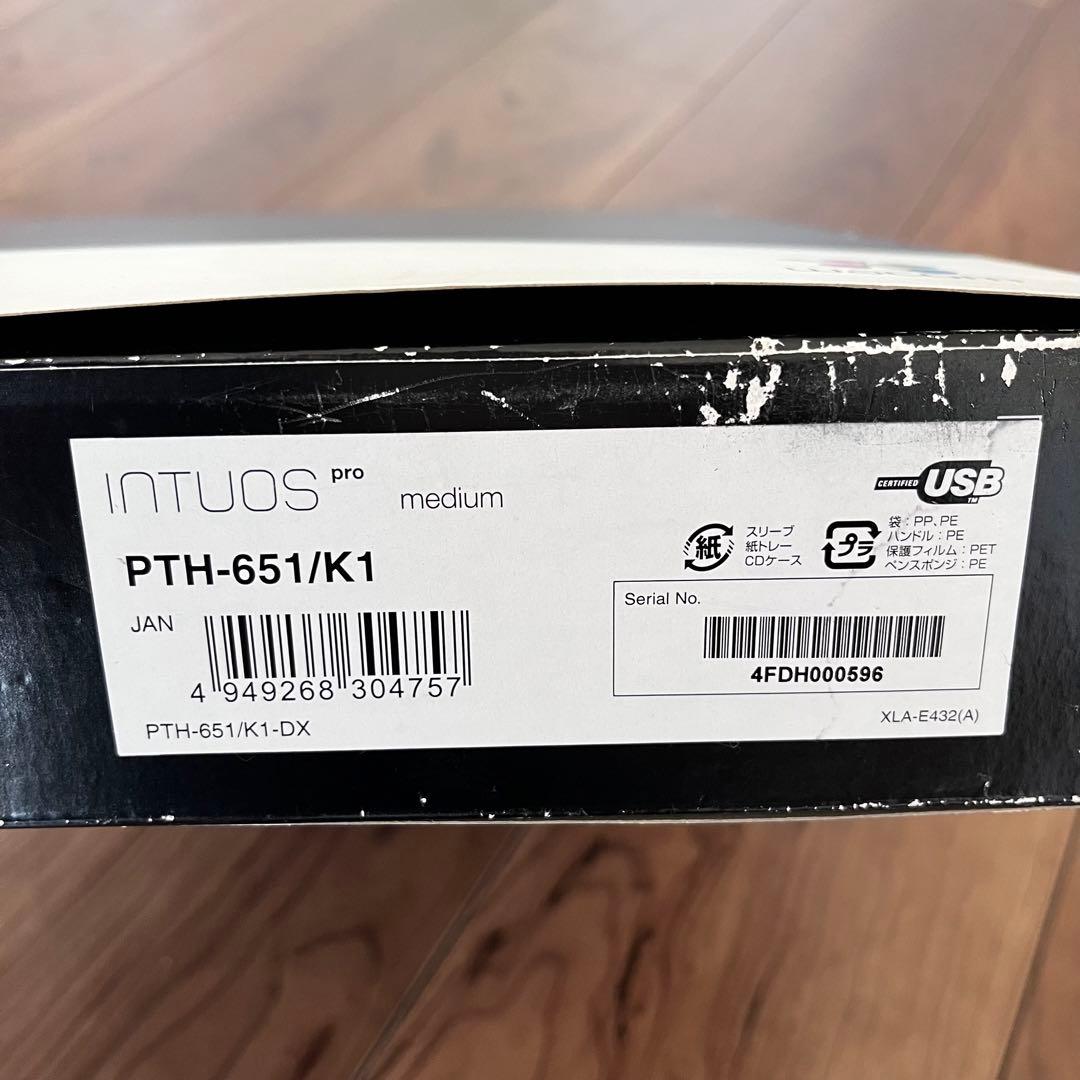 INTUOS pro medium
CERTIFIED USB TM
PTH-651/K1
紙
スリーブ
紙トレー
CDケース
プラ
袋：PP、PE
ハンドル：PE
保護フィルム：PET
ペンスポンジ：PE
JAN
4 949268 304757
Serial No.
4FDH000596
PTH-651/K1-DX
XLA-E432(A)